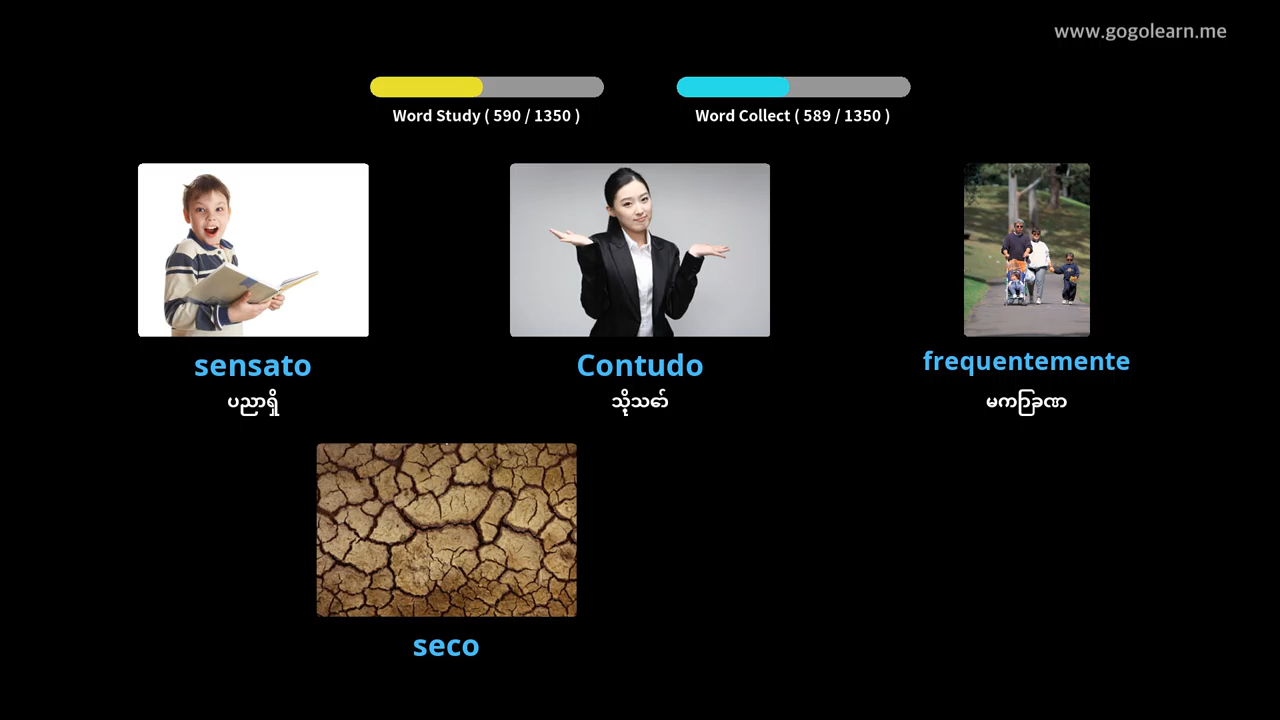 www.gogolearn.me
Word Study ( 590 / 1350 )
Word Collect ( 589 / 1350 )
sensato
Contudo
frequentemente
ပညာရှိ
သို့သော်
မကြာခဏ
seco